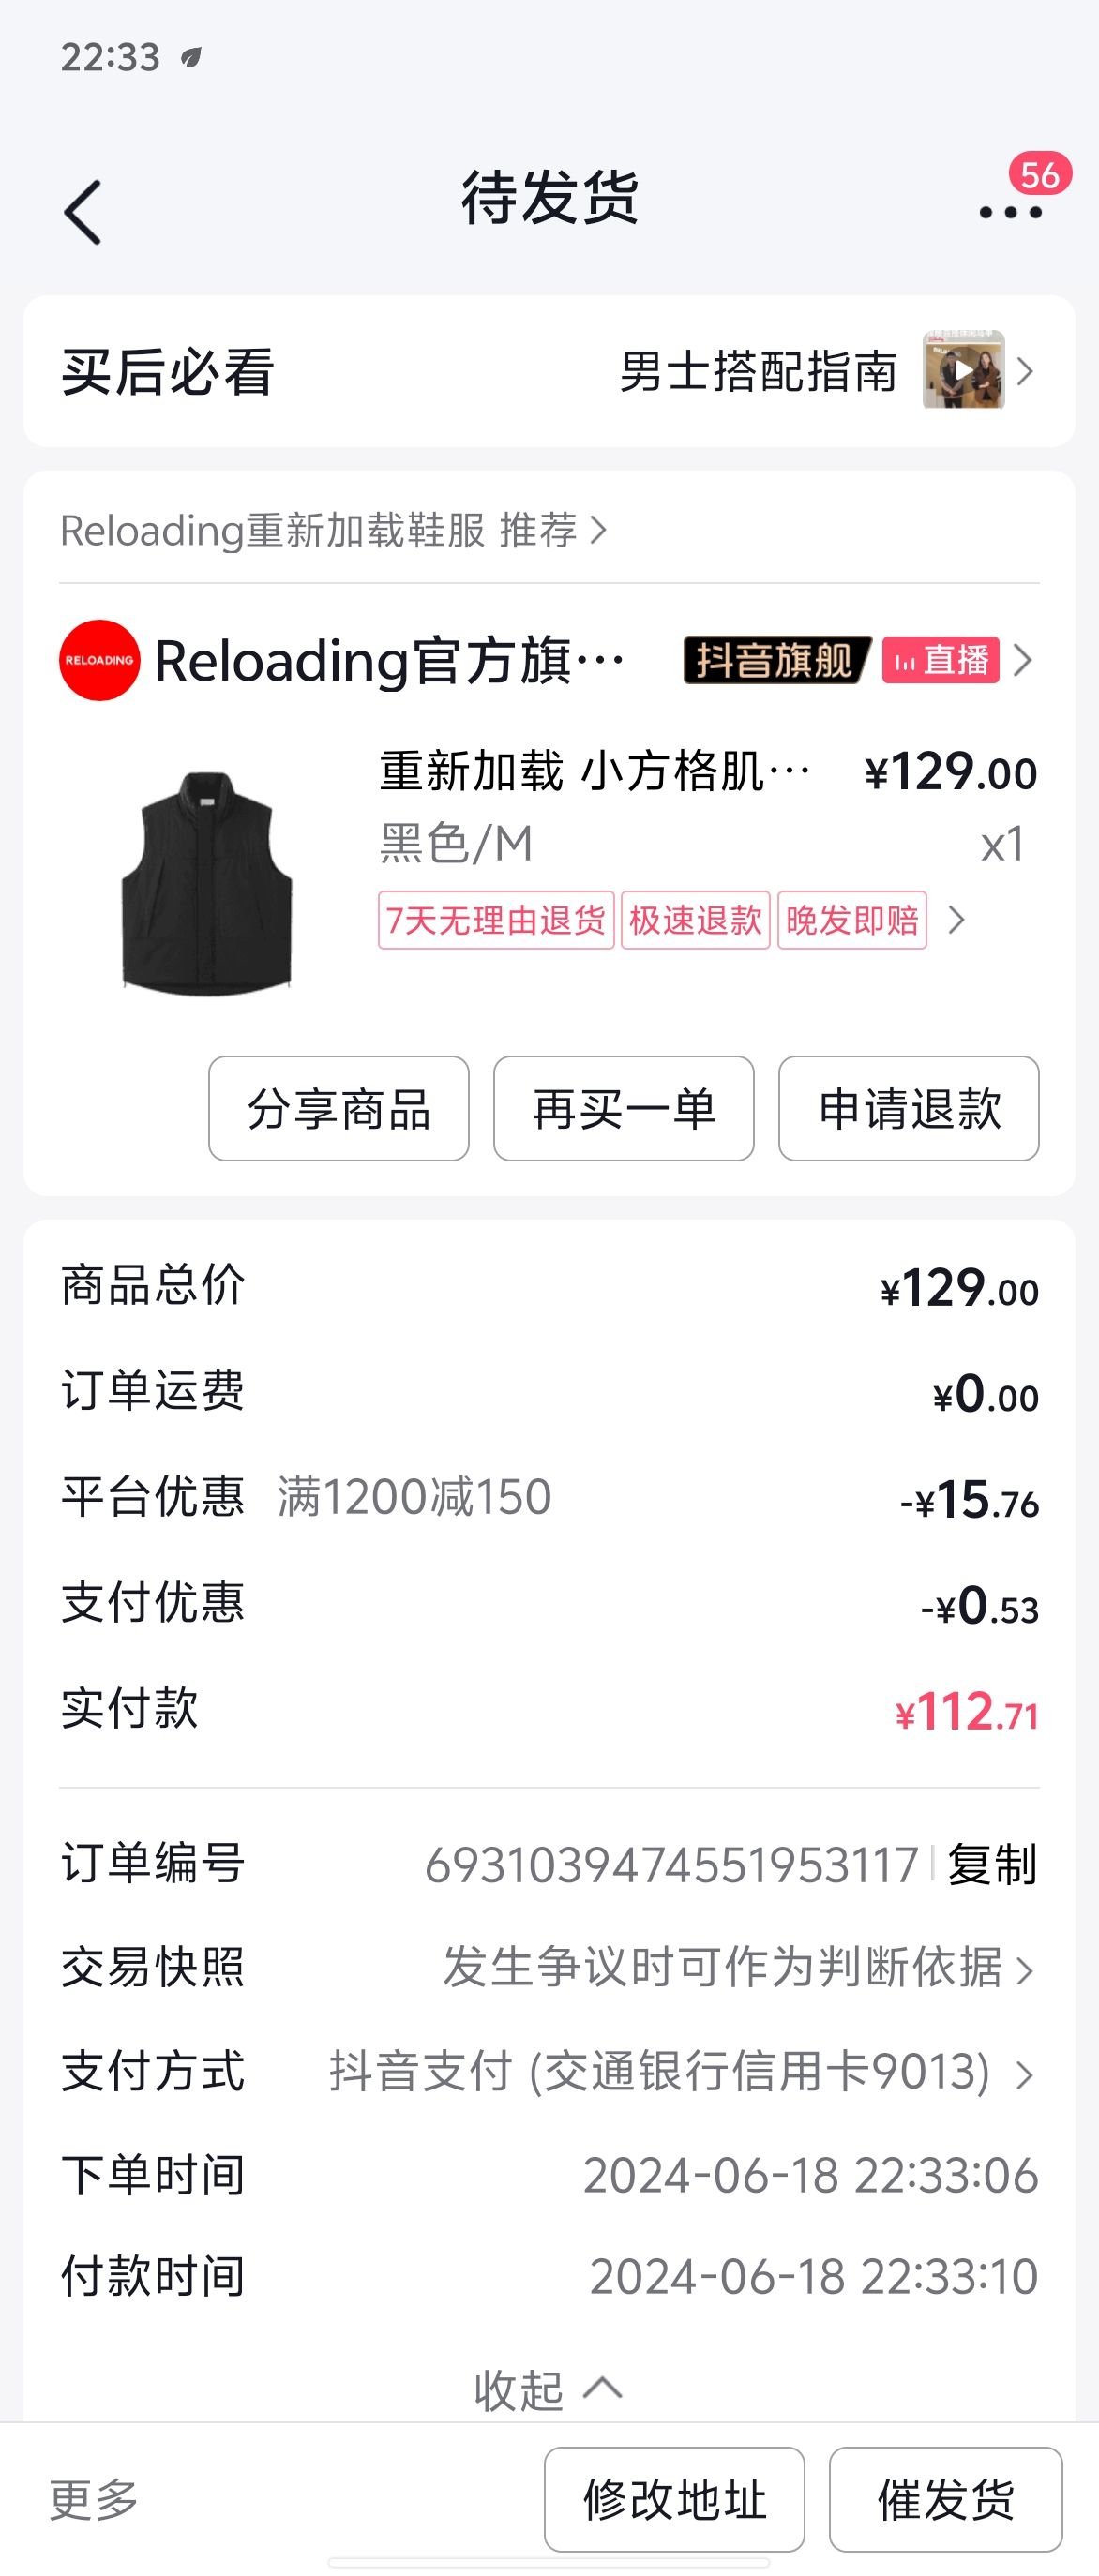 22:33
56
待发货
买后必看 男士搭配指南
Reloading重新加载鞋服 推荐
RELOADING Reloading官方旗… 抖音旗舰 直播
重新加载 小方格肌… ¥129.00
黑色/M x1
7天无理由退货 极速退款 晚发即赔
分享商品 再买一单 申请退款
商品总价 ¥129.00
订单运费 ¥0.00
平台优惠 满1200减150 -¥15.76
支付优惠 -¥0.53
实付款 ¥112.71
订单编号 6931039474551953117 复制
交易快照 发生争议时可作为判断依据
支付方式 抖音支付 (交通银行信用卡9013)
下单时间 2024-06-18 22:33:06
付款时间 2024-06-18 22:33:10
收起
更多 修改地址 催发货